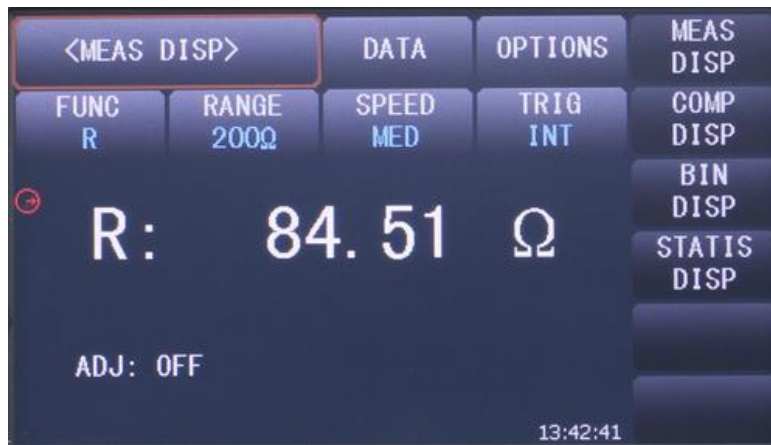 <MEAS DISP>
DATA
OPTIONS
MEAS
DISP
FUNC
R
RANGE
200Ω
SPEED
MED
TRIG
INT
COMP
DISP
BIN
DISP
R: 84.51 Ω
STATIS
DISP
ADJ: OFF
13:42:41